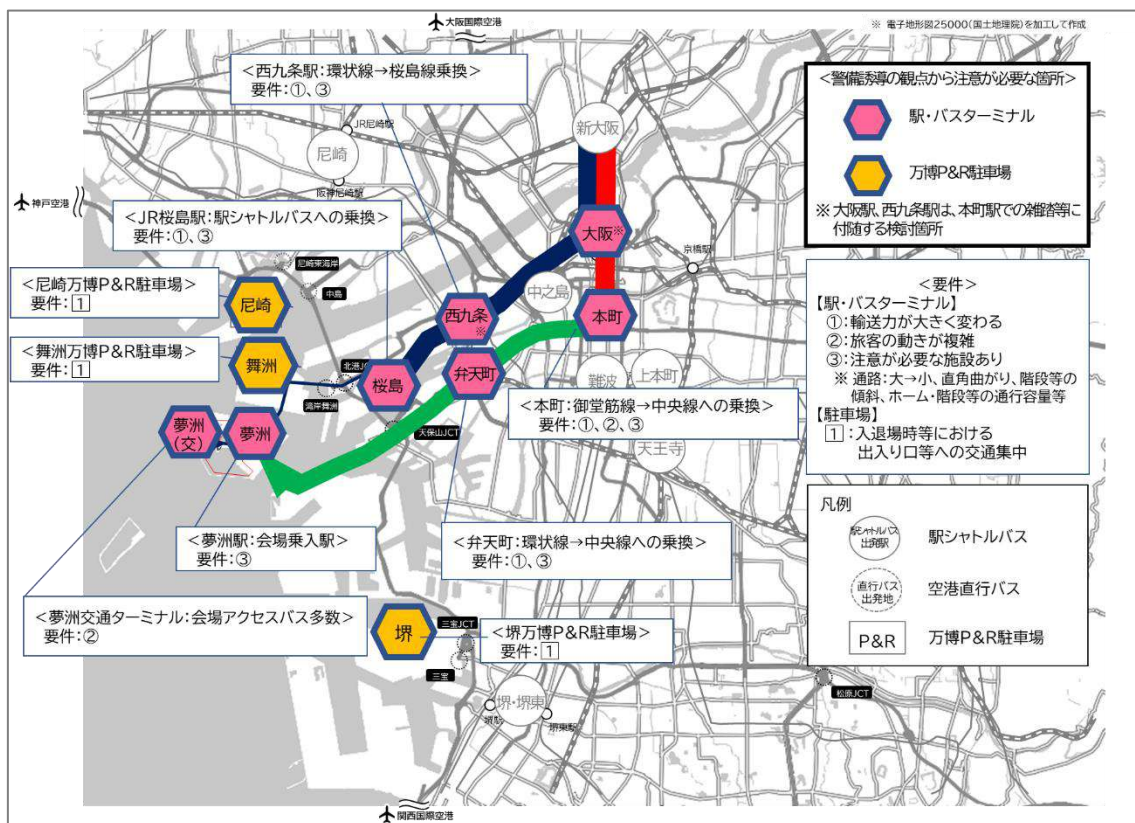 大阪国際空港
※ 電子地形図25000(国土地理院)を加工して作成
<西九条駅:環状線→桜島線乗換>
要件:①、③
<警備誘導の観点から注意が必要な箇所>
駅・バスターミナル
万博P&R駐車場
※ 大阪駅、西九条駅は、本町駅での雑踏等に
付随する検討箇所
新大阪
JR尼崎駅
尼崎
阪神尼崎駅
神戸空港
<JR桜島駅:駅シャトルバスへの乗換>
要件:①、③
大阪※
京橋駅
尼崎東海岸
中島
中之島
<尼崎万博P&R駐車場>
要件:1
尼崎
西九条
※
本町
<舞洲万博P&R駐車場>
要件:1
舞洲
北港JCT
湾岸舞洲
桜島
弁天町
難波
上本町
<要件>
【駅・バスターミナル】
①:輸送力が大きく変わる
②:旅客の動きが複雑
③:注意が必要な施設あり
※ 通路:大→小、直角曲がり、階段等の
傾斜、ホーム・階段等の通行容量等
【駐車場】
1:入退場時等における
出入り口等への交通集中
夢洲
(交)
夢洲
天保山JCT
<本町:御堂筋線→中央線への乗換>
要件:①、②、③
天王寺
<夢洲駅:会場乗入駅>
要件:③
<弁天町:環状線→中央線への乗換>
要件:①、③
凡例
駅シャトルバス
出発駅
駅シャトルバス
直行バス
出発地
空港直行バス
P&R
万博P&R駐車場
<夢洲交通ターミナル:会場アクセスバス多数>
要件:②
堺
三宝JCT
<堺万博P&R駐車場>
要件:1
三宝
松原JCT
堺・堺東
堺駅
堺東駅
関西国際空港